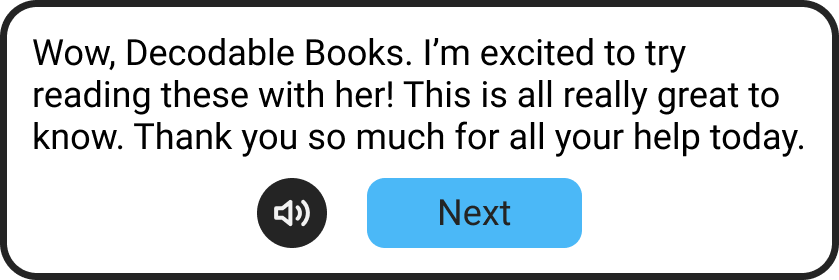 Wow, Decodable Books. I’m excited to try
reading these with her! This is all really great to
know. Thank you so much for all your help today.
Next